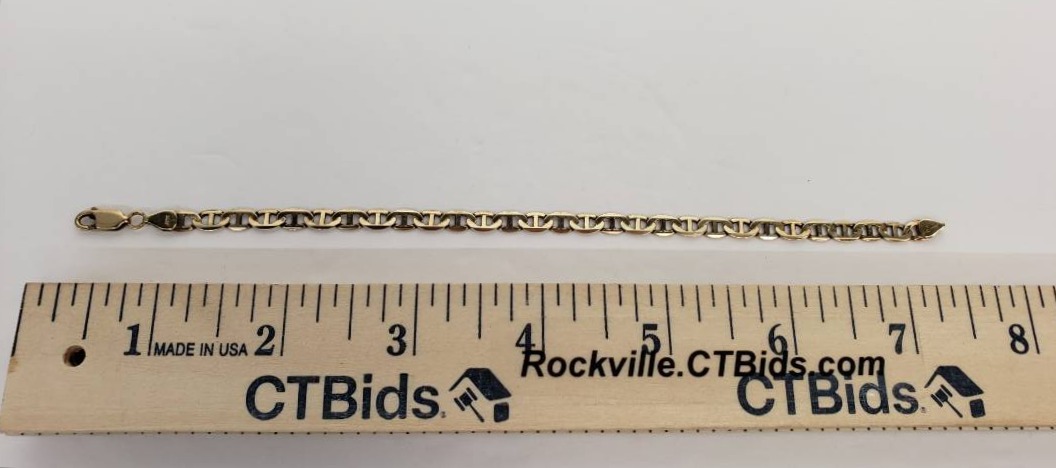 1 MADE IN USA 2 3 4 5 6 7 8
Rockville.CTBids.com
CTBids. CTBids.